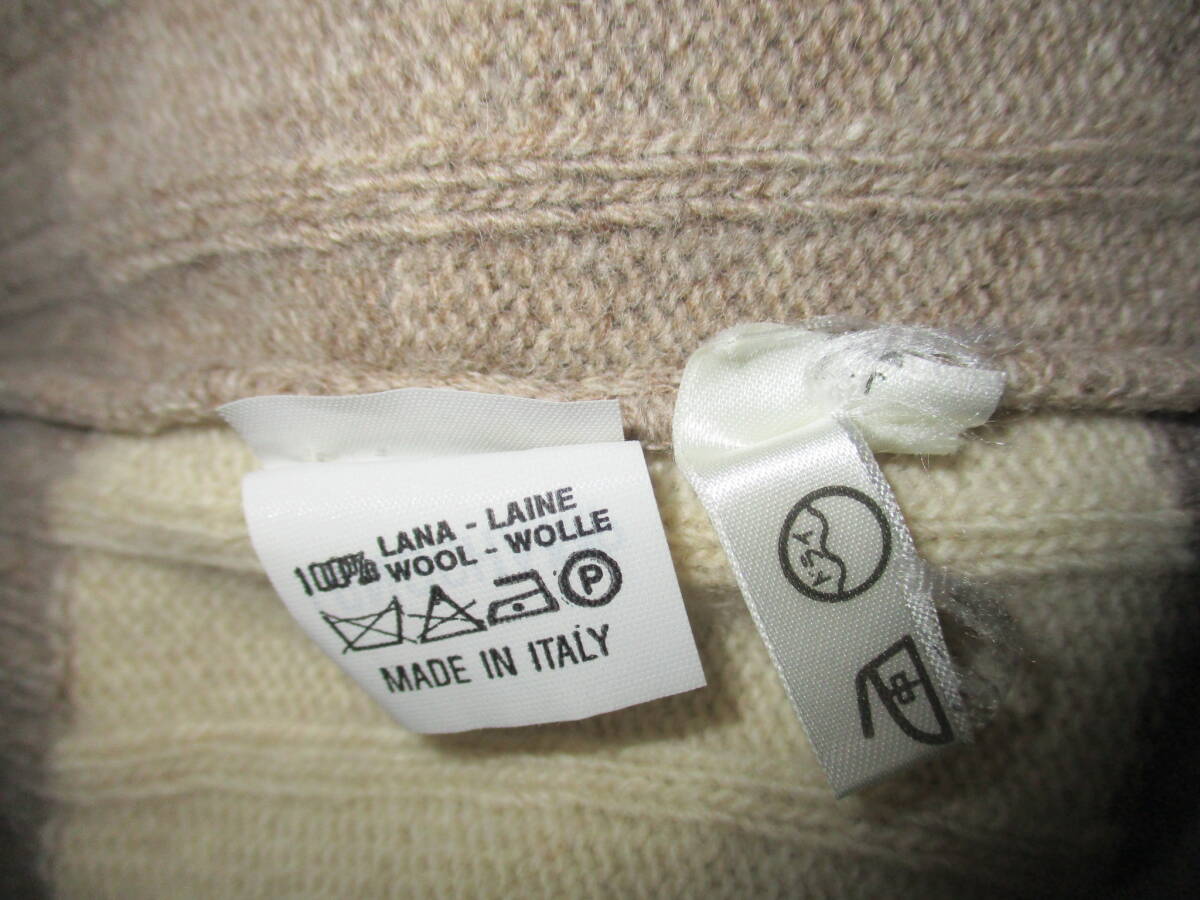 LANA - LAINE
100% WOOL - WOLLE
P
MADE IN ITALY